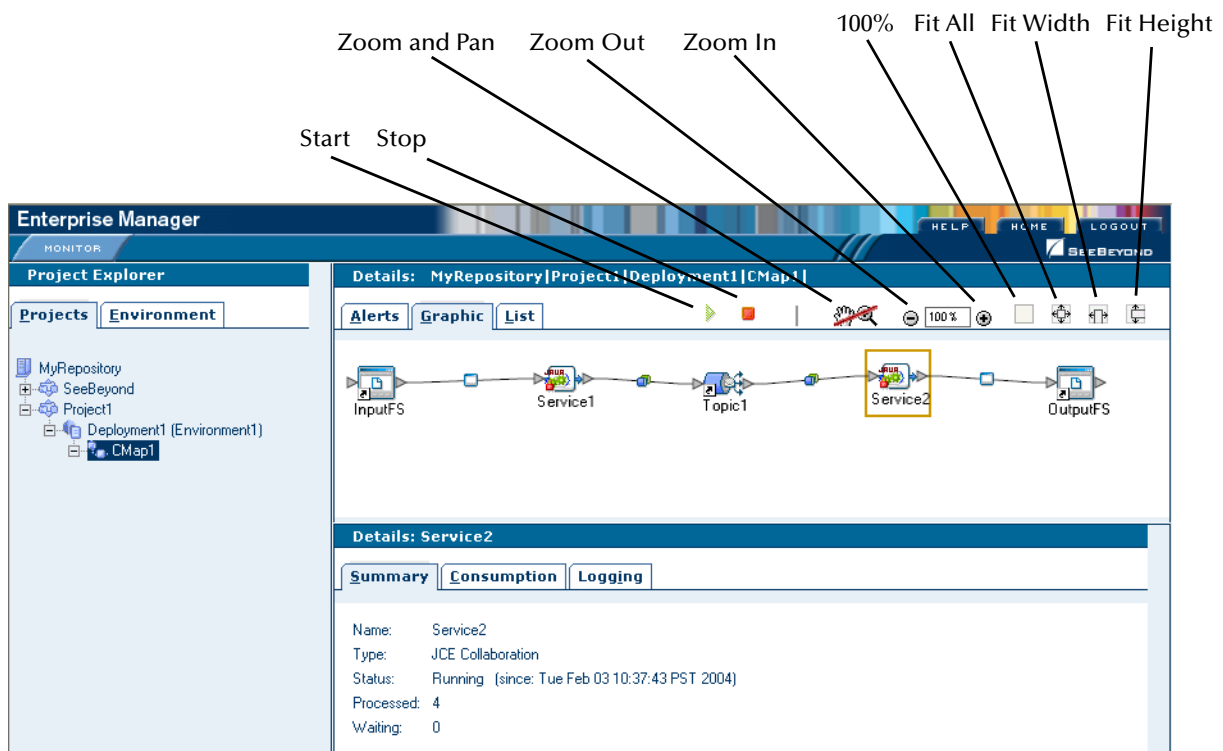 100% Fit All Fit Width Fit Height
Zoom and Pan Zoom Out Zoom In
Start Stop
Enterprise Manager
HELP HOME LOGOUT
MONITOR
SEEBEYOND
Project Explorer
Details: MyRepository|Project1|Deployment1|CMap1|
Projects Environment
Alerts Graphic List
100%
MyRepository
SeeBeyond
Project1
Deployment1 (Environment1)
CMap1
JAVA
JAVA
InputFS
Service1
Topic1
Service2
OutputFS
Details: Service2
Summary Consumption Logging
Name: Service2
Type: JCE Collaboration
Status: Running (since: Tue Feb 03 10:37:43 PST 2004)
Processed: 4
Waiting: 0